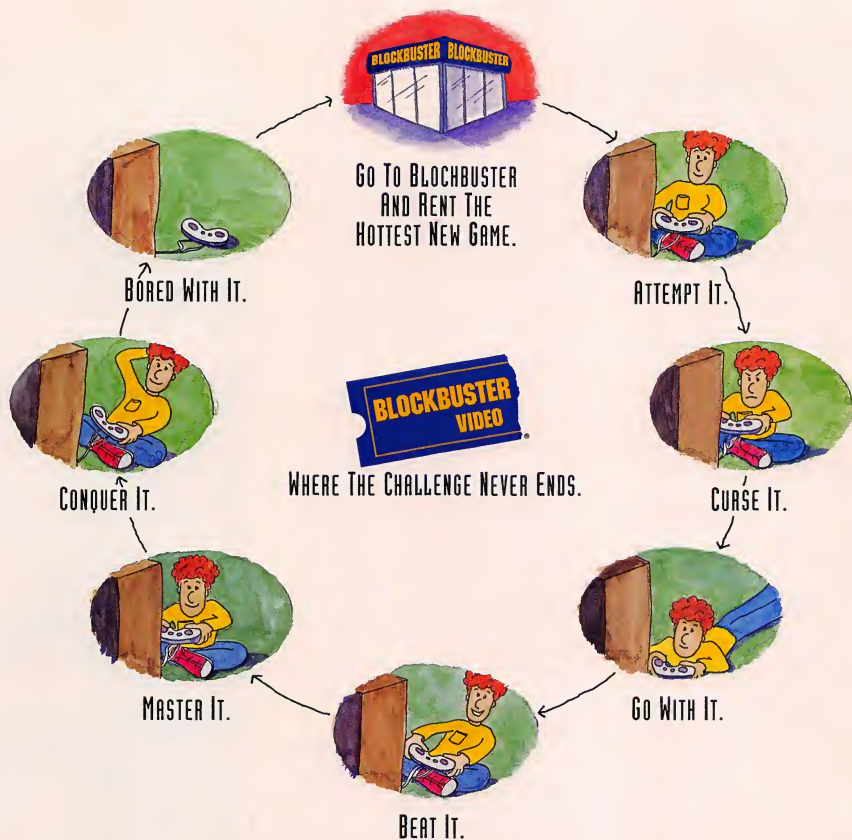 BLOCKBUSTER BLOCKBUSTER
GO TO BLOCHBUSTER
AND RENT THE
HOTTEST NEW GAME.
ATTEMPT IT.
CURSE IT.
GO WITH IT.
BEAT IT.
MASTER IT.
CONQUER IT.
BORED WITH IT.
BLOCKBUSTER
VIDEO®
WHERE THE CHALLENGE NEVER ENDS.